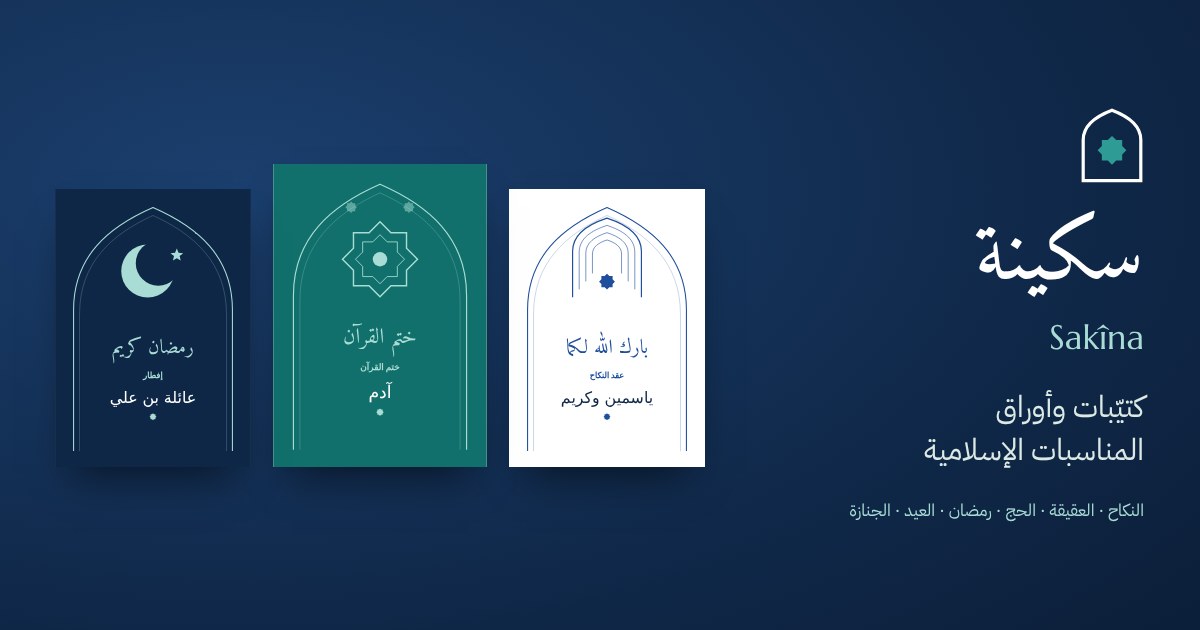 سكينة
Sakîna
كتيّبات وأوراق
المناسبات الإسلامية
النكاح · العقيقة · الحج · رمضان · العيد · الجنازة
بارك الله لكما
عقد النكاح
ياسمين وكريم
ختم القرآن
ختم القرآن
آدم
رمضان كريم
إفطار
عائلة بن علي